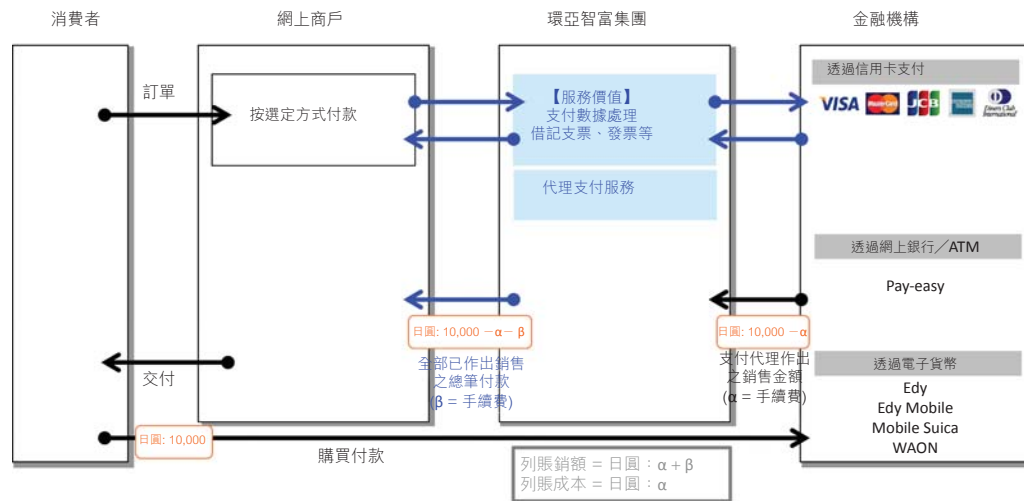 消費者
網上商戶
環亞智富集團
金融機構
訂單
按選定方式付款
【服務價值】
支付數據處理
借記支票、發票等
代理支付服務
透過信用卡支付
VISA
MasterCard
JCB
AMERICAN EXPRESS
Diners Club
International
透過網上銀行／ATM
Pay-easy
日圓: 10,000 －α－ β
全部已作出銷售
之總筆付款
(β = 手續費)
日圓: 10,000 －α
支付代理作出
之銷售金額
(α = 手續費)
交付
透過電子貨幣
Edy
Edy Mobile
Mobile Suica
WAON
日圓: 10,000
購買付款
列賬銷額 = 日圓：α + β
列賬成本 = 日圓：α